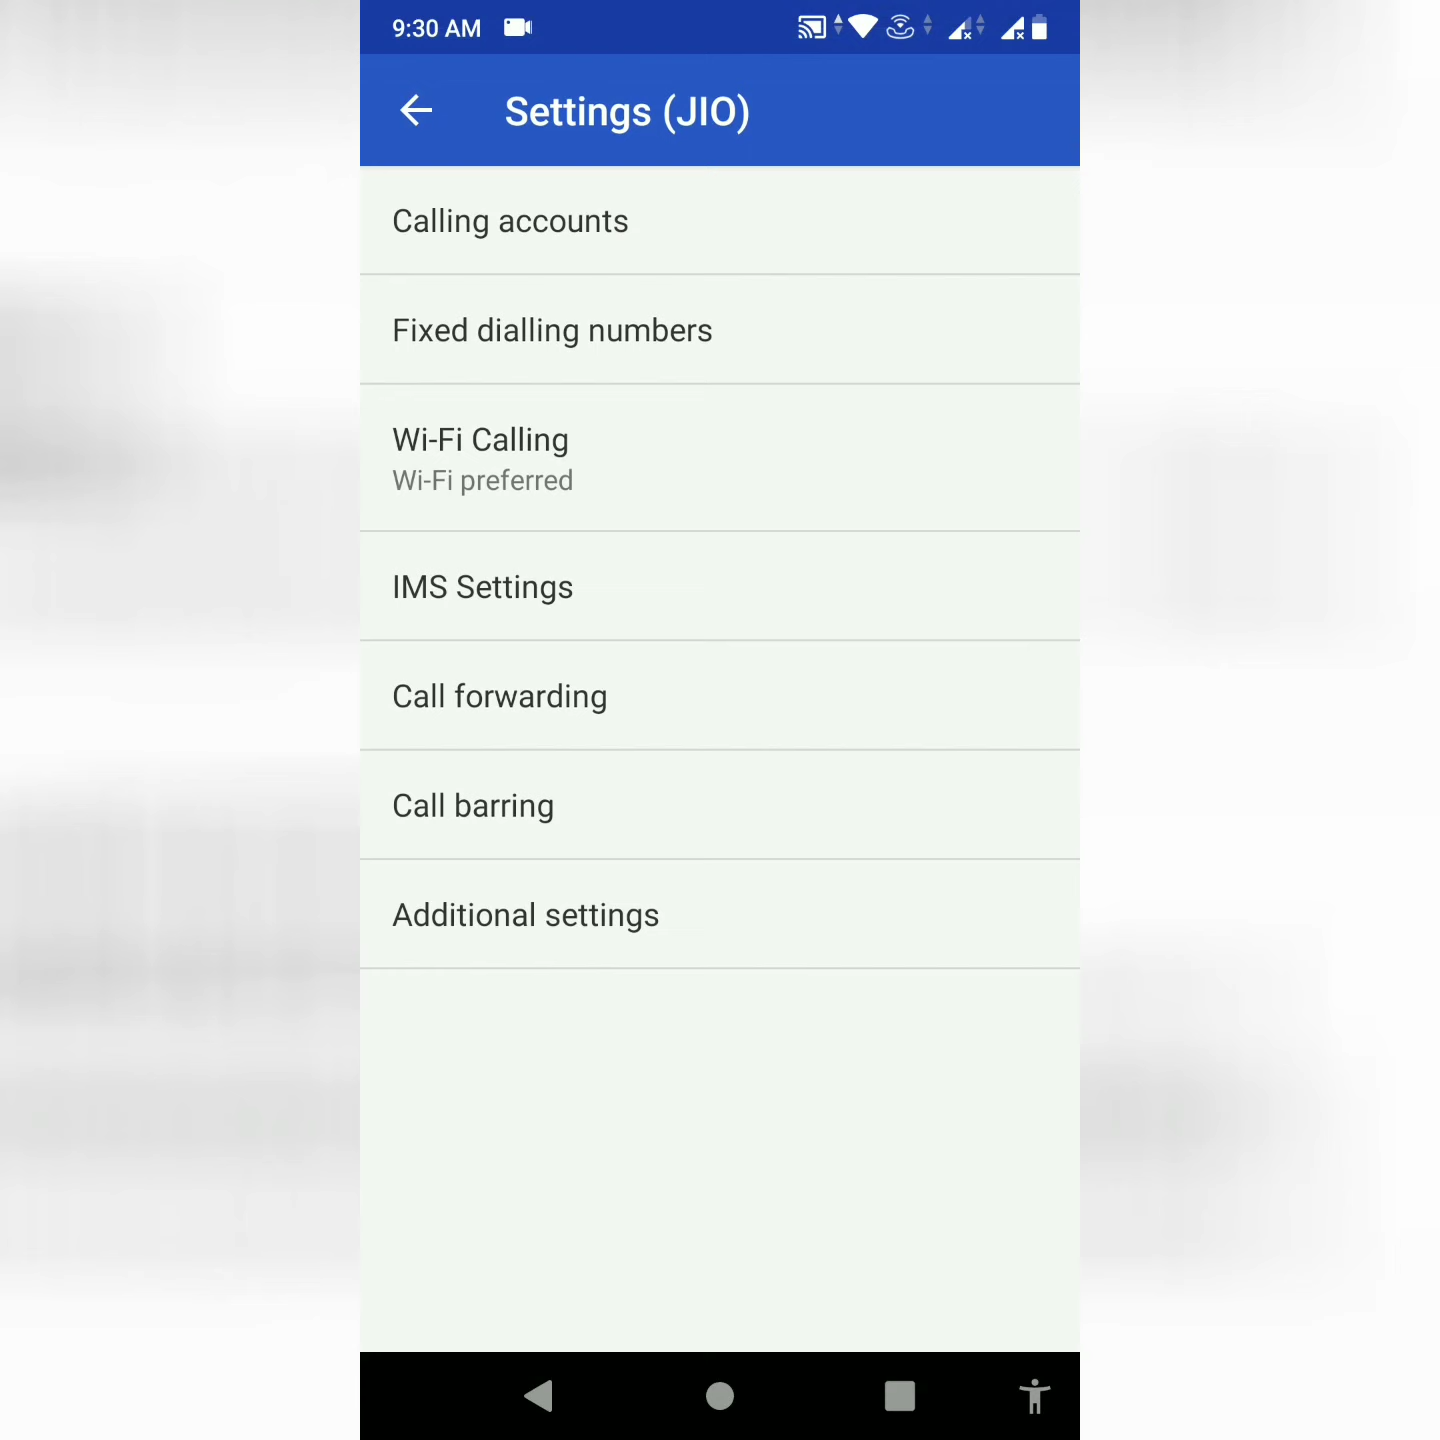 9:30 AM
Settings (JIO)
Calling accounts
Fixed dialling numbers
Wi-Fi Calling
Wi-Fi preferred
IMS Settings
Call forwarding
Call barring
Additional settings